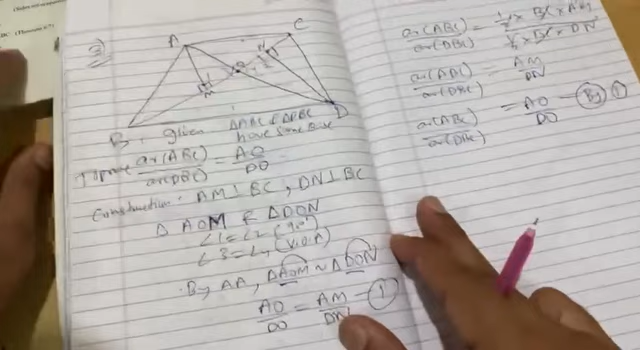 3)
A
C
O
N
M
B
D
given ΔABC & ΔDBC
have same base
To prove ar(ABC)/ar(DBC) = AO/DO
Construction: AM ⊥ BC, DN ⊥ BC
Δ AOM & ΔDON
∠1 = ∠2 (90°)
∠3 = ∠4 (V.O.A)
By AA, ΔAOM ~ ΔDON
AO/DO = AM/DN — ①
ar(ABC)/ar(DBC) = ½ × BC × AM / ½ × BC × DN
ar(ABC)/ar(DBC) = AM/DN
ar(ABC)/ar(DBC) = AO/DO — By ①